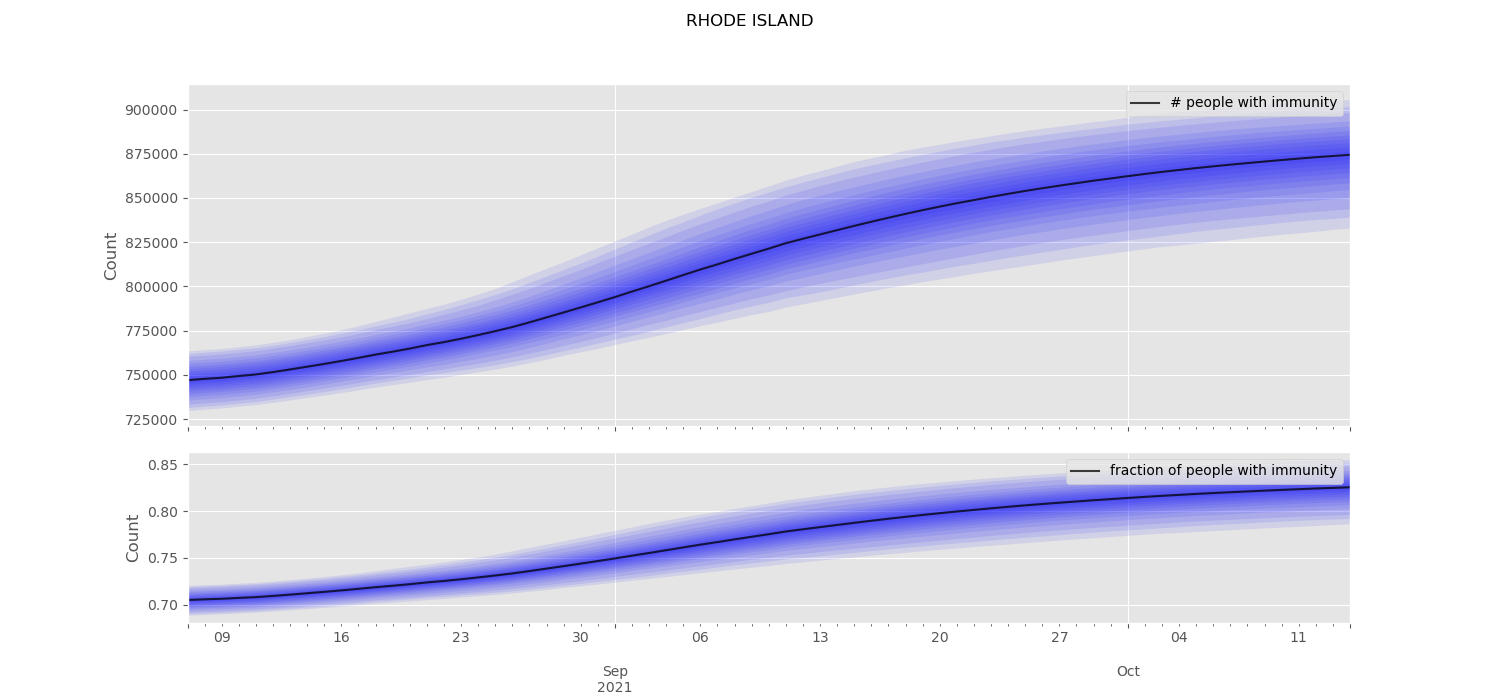 RHODE ISLAND
# people with immunity
900000
875000
850000
825000
800000
775000
750000
725000
Count
fraction of people with immunity
0.85
0.80
0.75
0.70
Count
09 16 23 30 06 13 20 27 04 11
Sep Oct
2021